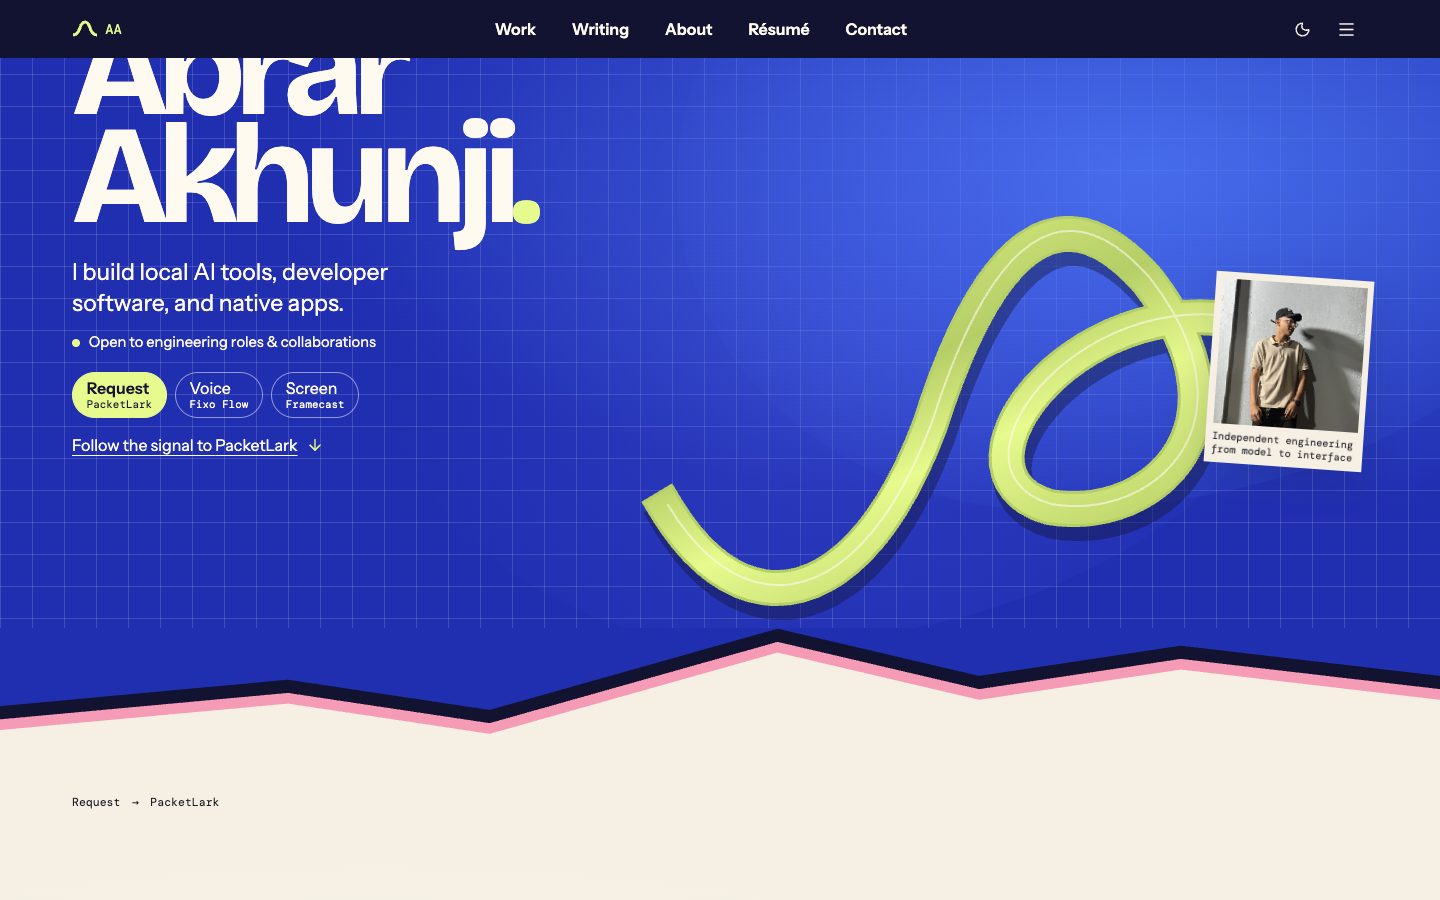 AA
Work
Writing
About
Résumé
Contact
Abrar
Akhunji.
I build local AI tools, developer
software, and native apps.
Open to engineering roles & collaborations
Request
PacketLark
Voice
Fixo Flow
Screen
Framecast
Follow the signal to PacketLark ↓
Independent engineering
from model to interface
Request → PacketLark